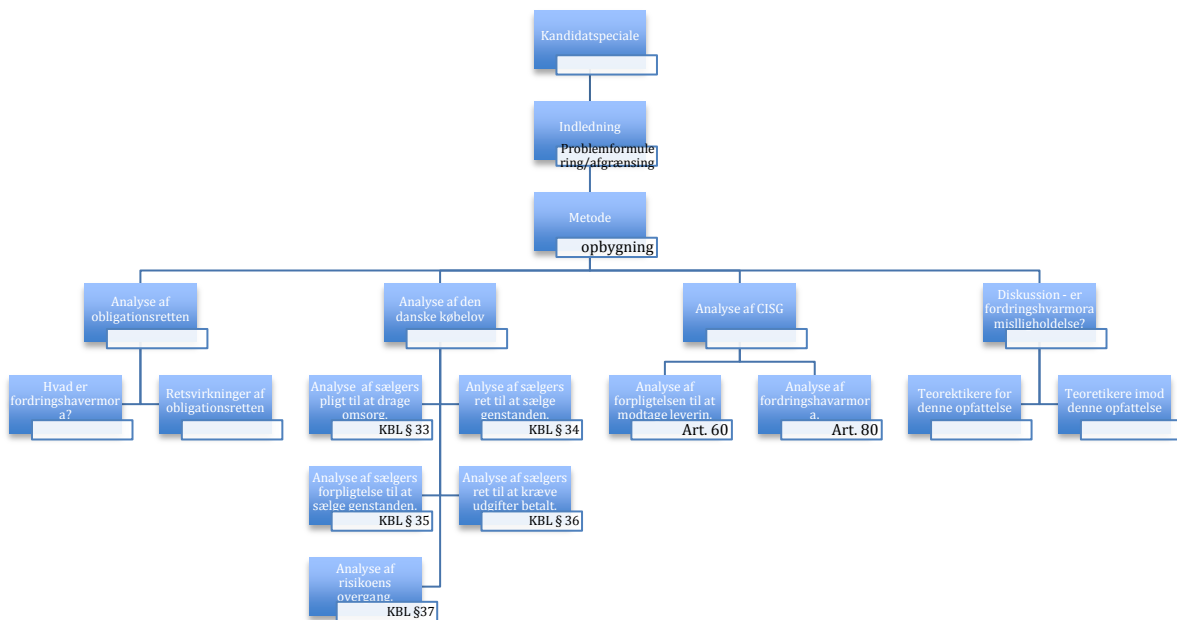 Kandidatspeciale
Indledning
Problemformule
ring/afgrænsing
Metode
opbygning
Analyse af
obligationsretten
Analyse af den
danske købelov
Analyse af CISG
Diskussion - er
fordringshvarmora
mislligholdelse?
Hvad er
fordringshavermor
a?
Retsvirkninger af
obligationsretten
Analyse af sælgers
pligt til at drage
omsorg.
KBL § 33
Anlyse af sælgers
ret til at sælge
genstanden.
KBL § 34
Analyse af
forpligtelsen til at
modtage leverin.
Art. 60
Analyse af
fordringshavarmor
a.
Art. 80
Teorektikere for
denne opfattelse
Teoretikere imod
denne opfattelse
Analyse af sælgers
forpligtelse til at
sælge genstanden.
KBL § 35
Analyse af sælgers
ret til at kræve
udgifter betalt.
KBL § 36
Analyse af
risikoens
overgang.
KBL §37